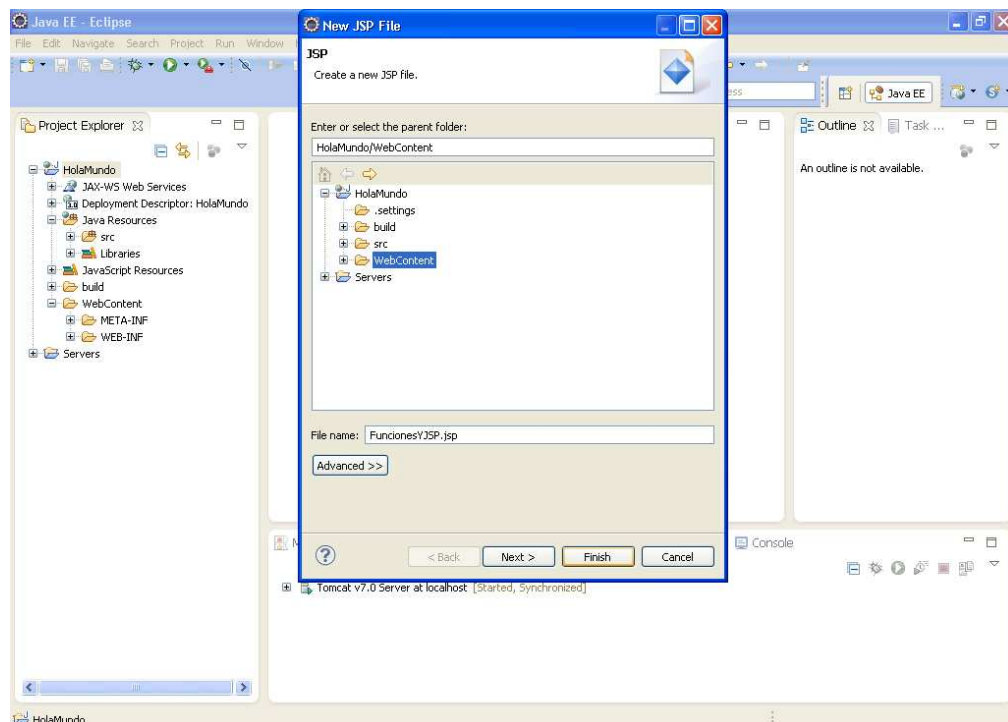 Java EE - Eclipse
File Edit Navigate Search Project Run Window
Java EE
Project Explorer
HolaMundo
JAX-WS Web Services
Deployment Descriptor: HolaMundo
Java Resources
src
Libraries
JavaScript Resources
build
WebContent
META-INF
WEB-INF
Servers
New JSP File
JSP
Create a new JSP file.
Enter or select the parent folder:
HolaMundo/WebContent
HolaMundo
.settings
build
src
WebContent
Servers
File name: FuncionesYJSP.jsp
Advanced >>
? < Back Next > Finish Cancel
Outline Task ...
An outline is not available.
Console
Tomcat v7.0 Server at localhost [Started, Synchronized]
HolaMundo